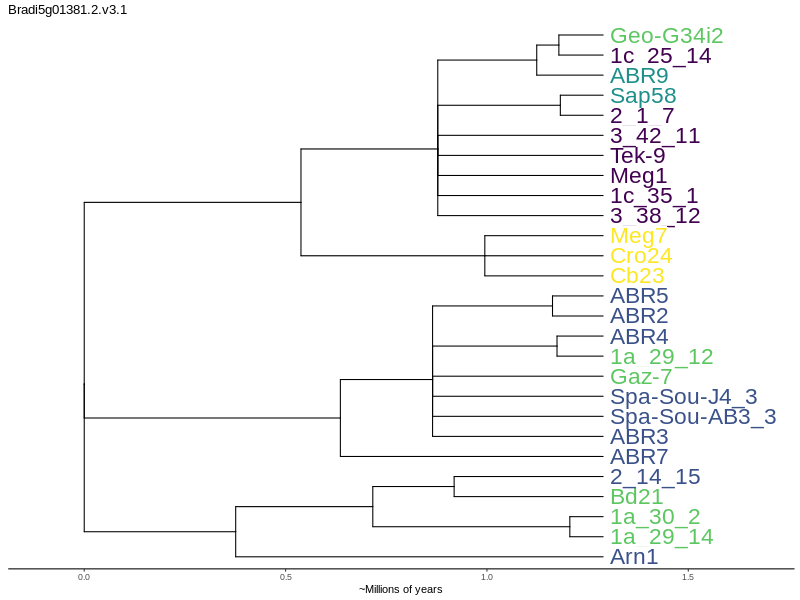 Bradi5g01381.2.v3.1
Geo-G34i2
1c_25_14
ABR9
Sap58
2_1_7
3_42_11
Tek-9
Meg1
1c_35_1
3_38_12
Meg7
Cro24
Cb23
ABR5
ABR2
ABR4
1a_29_12
Gaz-7
Spa-Sou-J4_3
Spa-Sou-AB3_3
ABR3
ABR7
2_14_15
Bd21
1a_30_2
1a_29_14
Arn1
0.0 0.5 1.0 1.5
~Millions of years